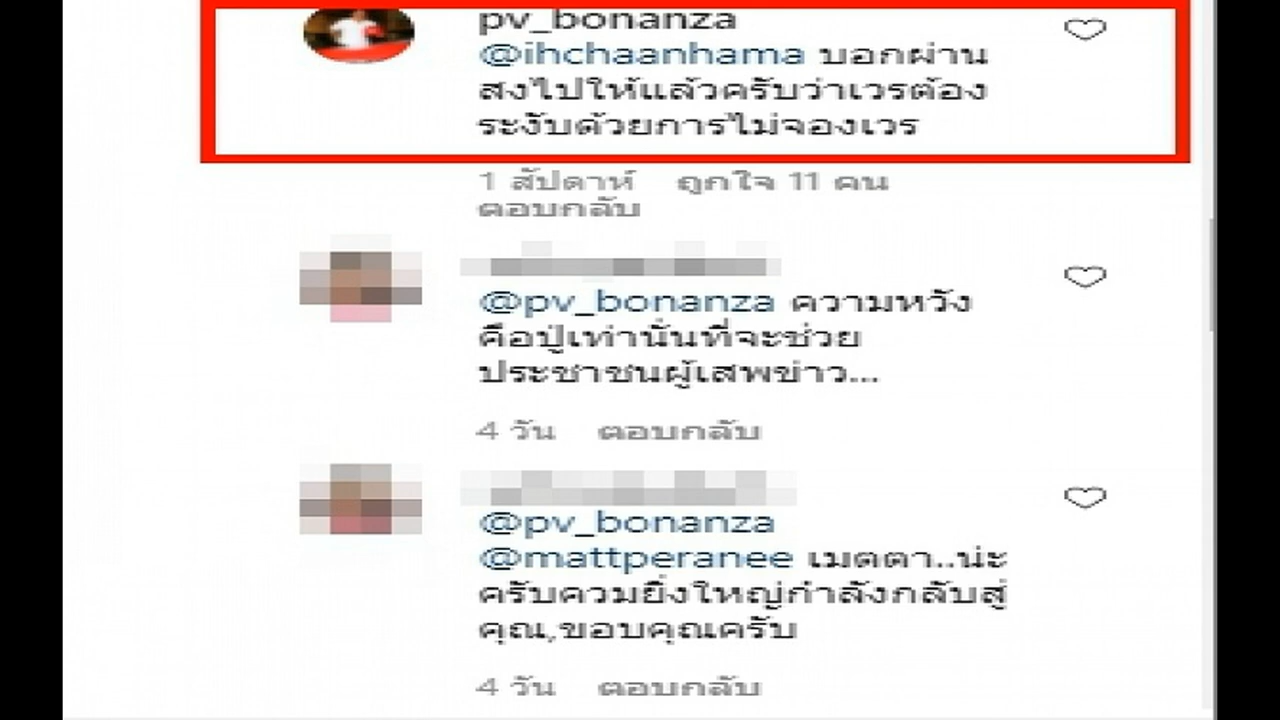 pv_bonanza
@ihchaanhama บอกผ่าน
ส่งไปให้แล้วครับว่าเวรต้อง
ระงับด้วยการไม่จองเวร
1 สัปดาห์ ถูกใจ 11 คน
ตอบกลับ
@pv_bonanza ความหวัง
คือปู่เท่านั้นที่จะช่วย
ประชาชนผู้เสพข่าว...
4 วัน ตอบกลับ
@pv_bonanza
@mattperanee เมตตา..น่ะ
ครับควมยิ่งใหญ่กำลังกลับสู่
คุณ,ขอบคุณครับ
4 วัน ตอบกลับ